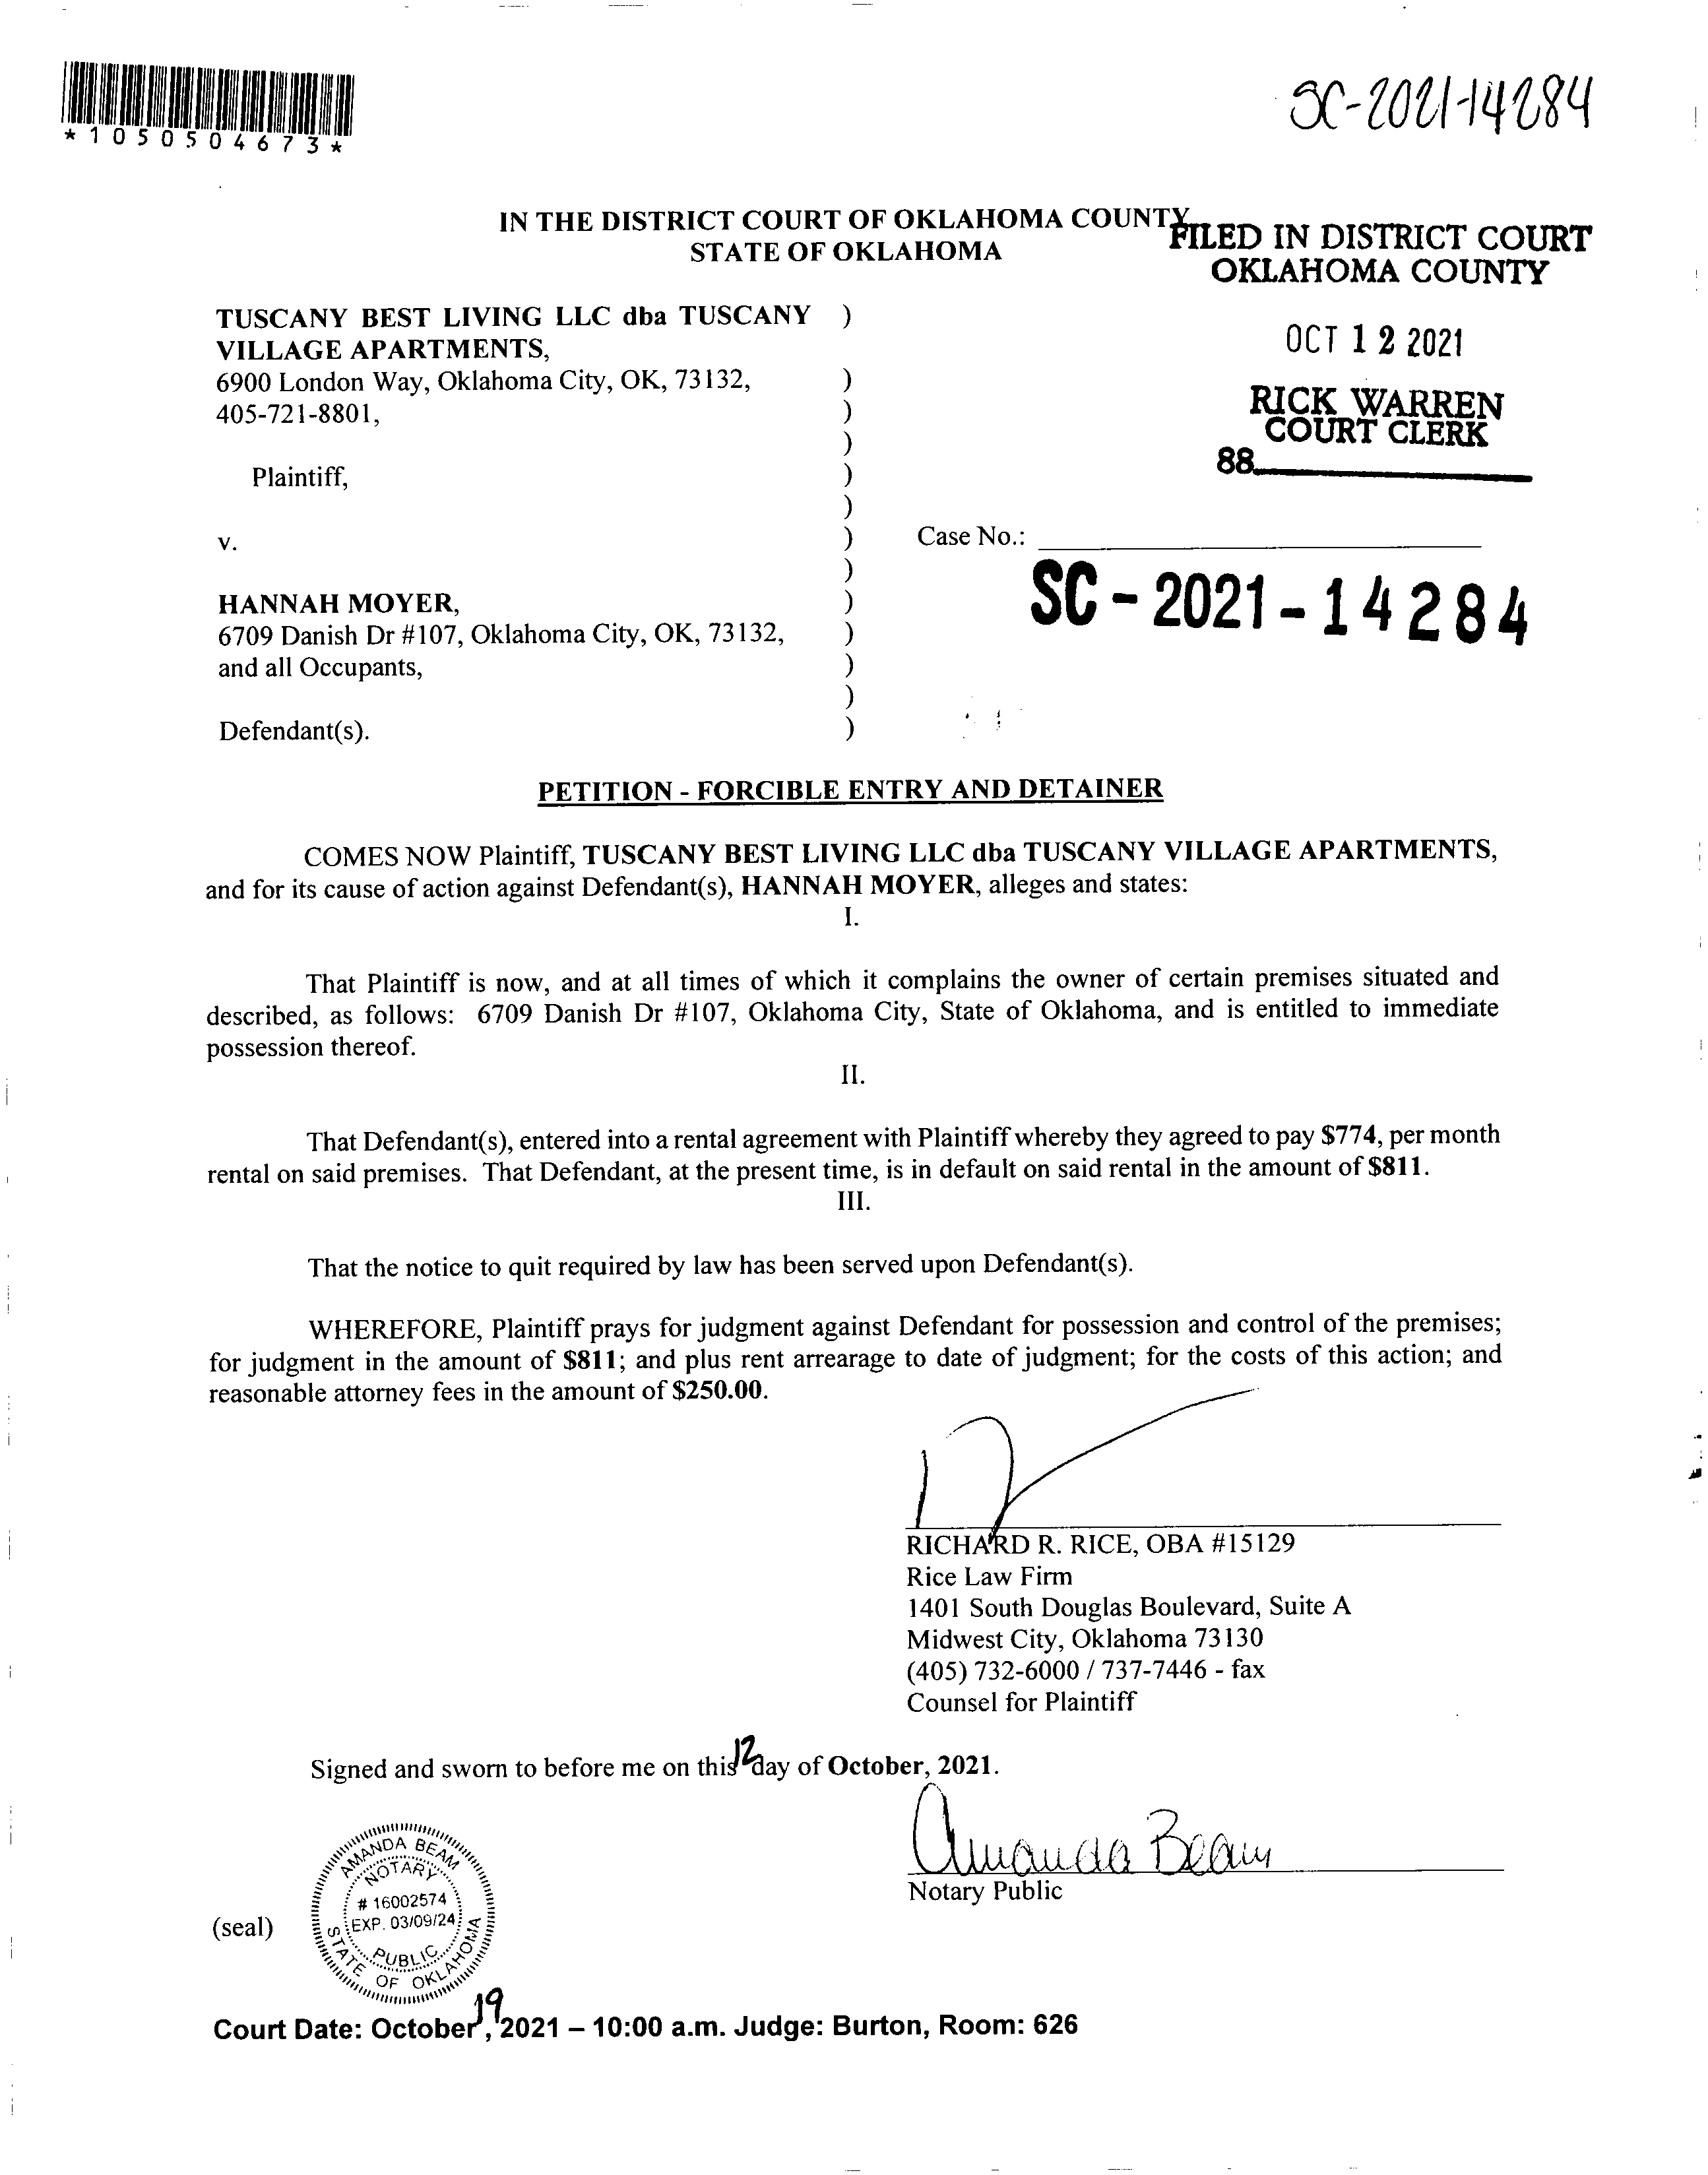 *1050504673*
SC-2021-14284
IN THE DISTRICT COURT OF OKLAHOMA COUNTY
STATE OF OKLAHOMA
FILED IN DISTRICT COURT
OKLAHOMA COUNTY
OCT 12 2021
RICK WARREN
COURT CLERK
88
TUSCANY BEST LIVING LLC dba TUSCANY )
VILLAGE APARTMENTS,
6900 London Way, Oklahoma City, OK, 73132, )
405-721-8801, )
)
Plaintiff, )
)
v. )
)
HANNAH MOYER, )
6709 Danish Dr #107, Oklahoma City, OK, 73132, )
and all Occupants, )
)
Defendant(s). )
Case No.:
SC-2021-14284
PETITION - FORCIBLE ENTRY AND DETAINER
COMES NOW Plaintiff, TUSCANY BEST LIVING LLC dba TUSCANY VILLAGE APARTMENTS,
and for its cause of action against Defendant(s), HANNAH MOYER, alleges and states:
I.
That Plaintiff is now, and at all times of which it complains the owner of certain premises situated and
described, as follows: 6709 Danish Dr #107, Oklahoma City, State of Oklahoma, and is entitled to immediate
possession thereof.
II.
That Defendant(s), entered into a rental agreement with Plaintiff whereby they agreed to pay $774, per month
rental on said premises. That Defendant, at the present time, is in default on said rental in the amount of $811.
III.
That the notice to quit required by law has been served upon Defendant(s).
WHEREFORE, Plaintiff prays for judgment against Defendant for possession and control of the premises;
for judgment in the amount of $811; and plus rent arrearage to date of judgment; for the costs of this action; and
reasonable attorney fees in the amount of $250.00.
RICHARD R. RICE, OBA #15129
Rice Law Firm
1401 South Douglas Boulevard, Suite A
Midwest City, Oklahoma 73130
(405) 732-6000 / 737-7446 - fax
Counsel for Plaintiff
Signed and sworn to before me on this 12 day of October, 2021.
Amanda Beam
Notary Public
(seal)
AMANDA BEAM
NOTARY
# 16002574
EXP. 03/09/24
PUBLIC
STATE OF OKLAHOMA
Court Date: October 19, 2021 – 10:00 a.m. Judge: Burton, Room: 626